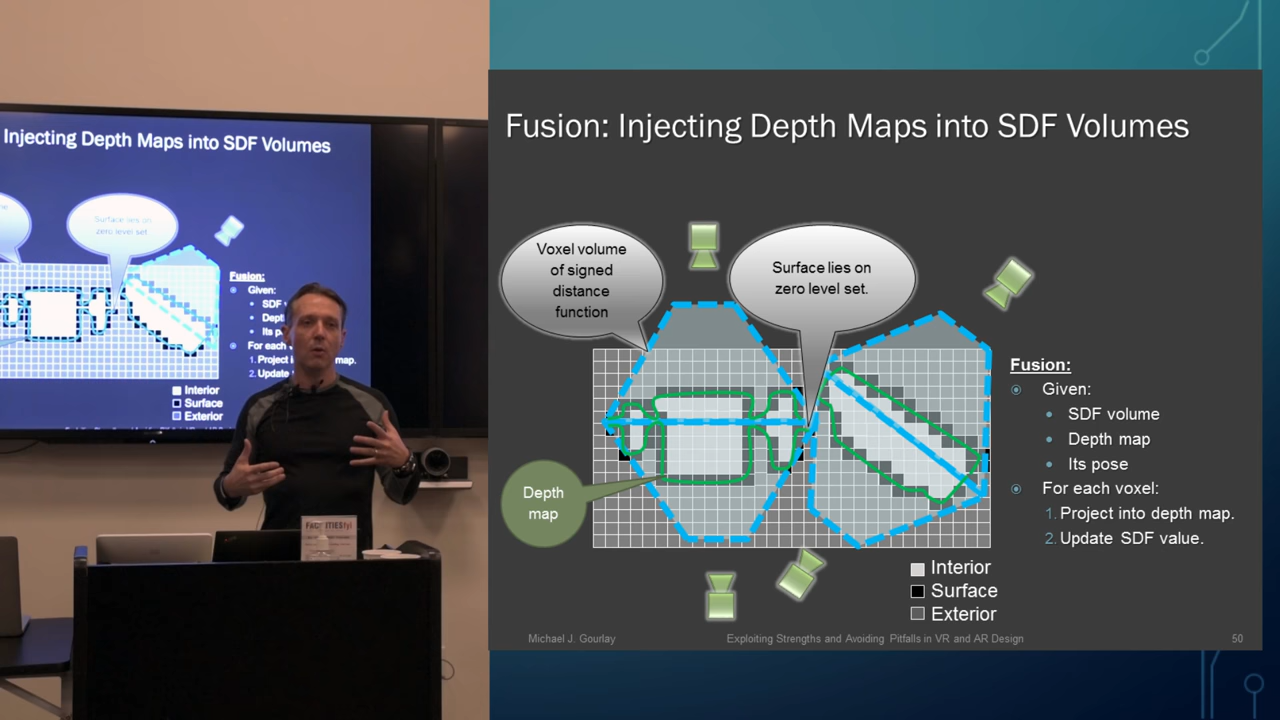 Injecting Depth Maps into SDF Volumes
Surface lies on
zero level set
Fusion:
Given:
SDF
Its
For each
1. Project map.
2. Update
Interior
Surface
Exterior
Fusion: Injecting Depth Maps into SDF Volumes
Voxel volume
of signed
distance
function
Surface lies on
zero level set.
Depth
map
Fusion:
Given:
SDF volume
Depth map
Its pose
For each voxel:
1. Project into depth map.
2. Update SDF value.
Interior
Surface
Exterior
Michael J. Gourlay
Exploiting Strengths and Avoiding Pitfalls in VR and AR Design
50